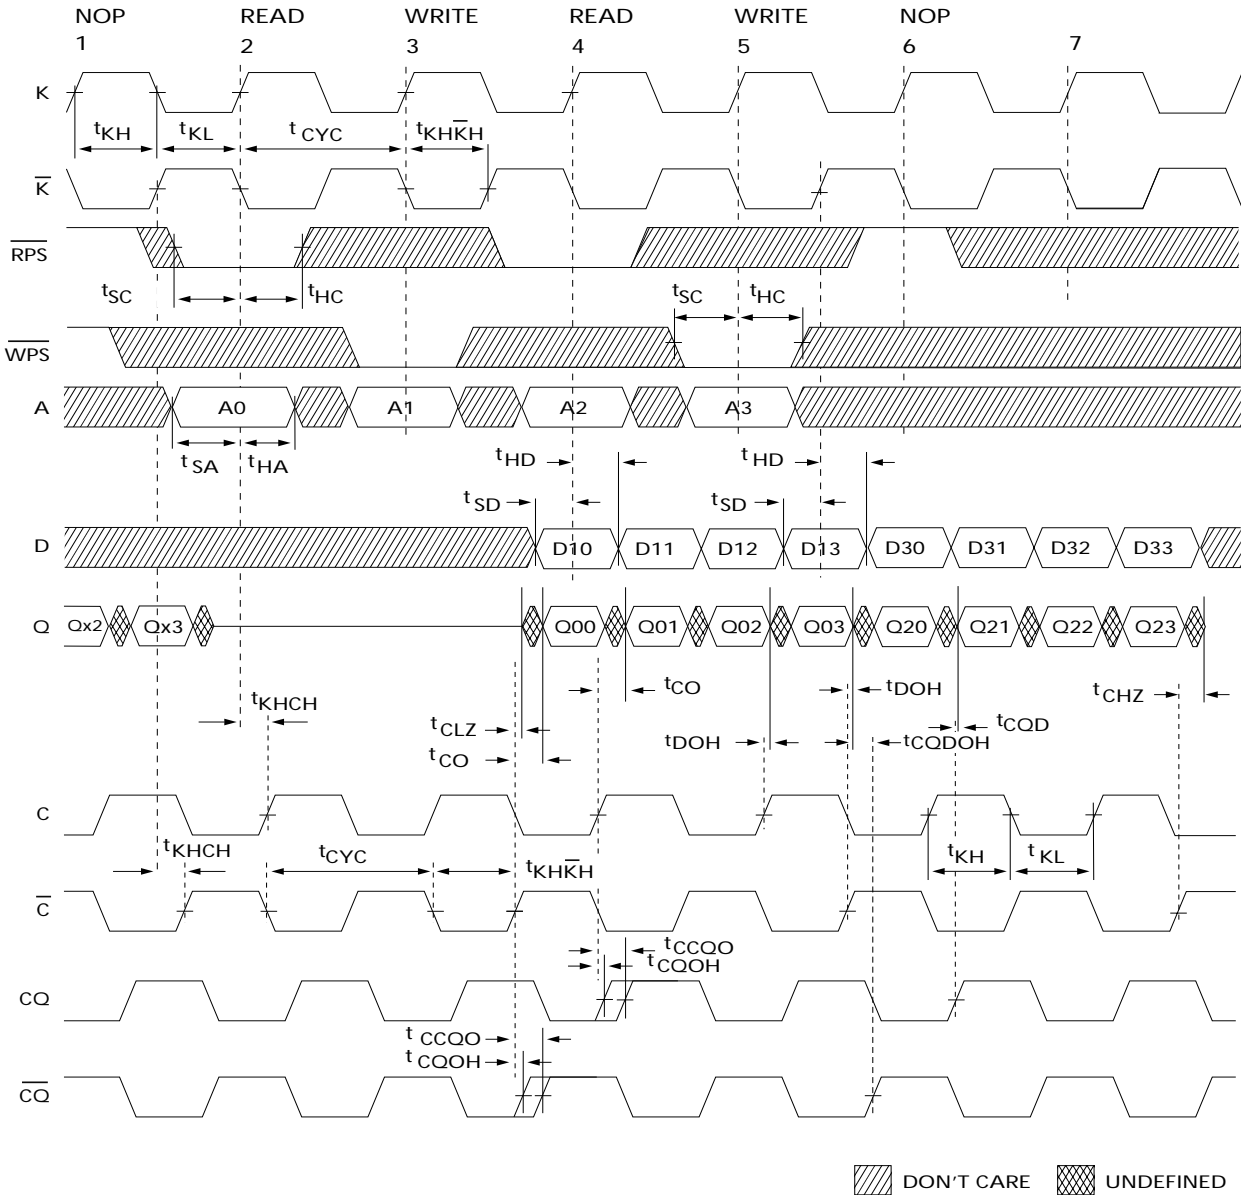 NOP READ WRITE READ WRITE NOP
1 2 3 4 5 6 7
K
tKH tKL tCYC tKHK̅H
K̅
R̅P̅S̅
tSC tHC tSC tHC
W̅P̅S̅
A A0 A1 A2 A3
tSA tHA tHD tHD
tSD tSD
D D10 D11 D12 D13 D30 D31 D32 D33
Q Qx2 Qx3 Q00 Q01 Q02 Q03 Q20 Q21 Q22 Q23
tKHCH tCO tDOH tCHZ
tCLZ tDOH tCQDOH tCQD
tCO
C
tKHCH tCYC tKHK̅H tKH tKL
C̅
tCCQO
tCQOH
CQ
tCCQO
tCQOH
C̅Q̅
DON'T CARE UNDEFINED